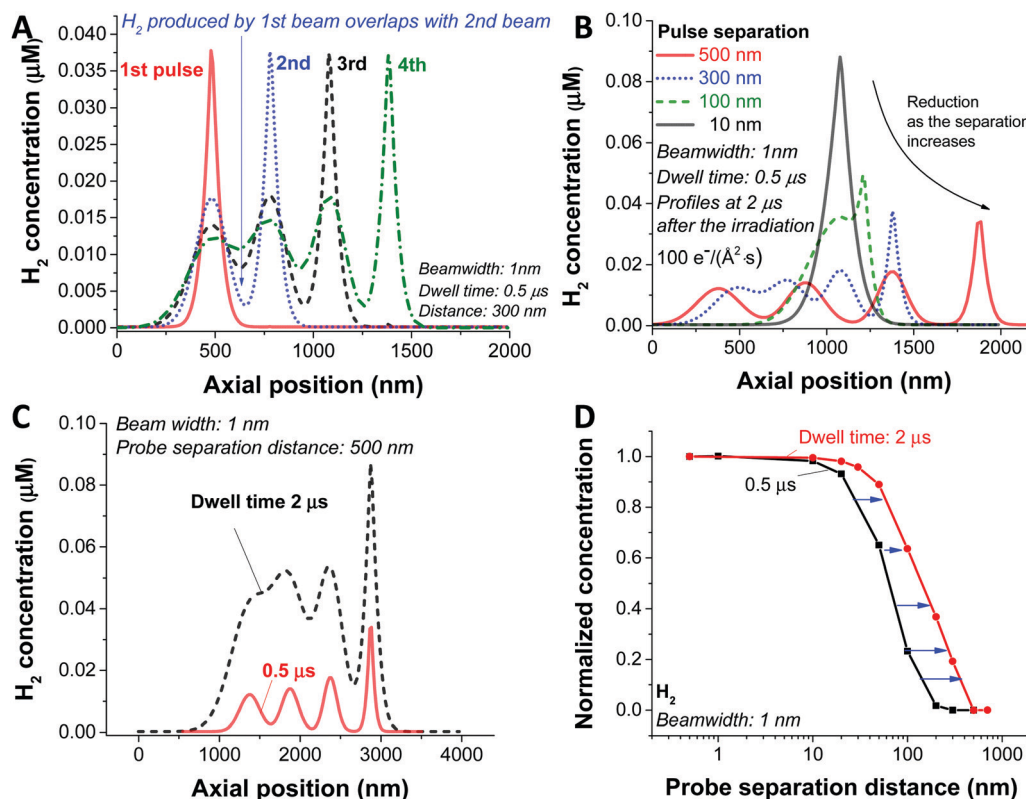 A
H2 produced by 1st beam overlaps with 2nd beam
1st pulse
2nd
3rd
4th
Beamwidth: 1nm
Dwell time: 0.5 μs
Distance: 300 nm
H2 concentration (μM)
0.040
0.035
0.030
0.025
0.020
0.015
0.010
0.005
0.000
0 500 1000 1500 2000
Axial position (nm)
B
Pulse separation
500 nm
300 nm
100 nm
10 nm
Beamwidth: 1nm
Dwell time: 0.5 μs
Profiles at 2 μs
after the irradiation
100 e⁻/(Å²·s)
Reduction
as the separation
increases
H2 concentration (μM)
0.10
0.08
0.06
0.04
0.02
0.00
0 500 1000 1500 2000
Axial position (nm)
C
Beam width: 1 nm
Probe separation distance: 500 nm
Dwell time 2 μs
0.5 μs
H2 concentration (μM)
0.10
0.08
0.06
0.04
0.02
0.00
0 1000 2000 3000 4000
Axial position (nm)
D
Dwell time: 2 μs
0.5 μs
H2
Beamwidth: 1 nm
Normalized concentration
1.0
0.8
0.6
0.4
0.2
0.0
1 10 100 1000
Probe separation distance (nm)